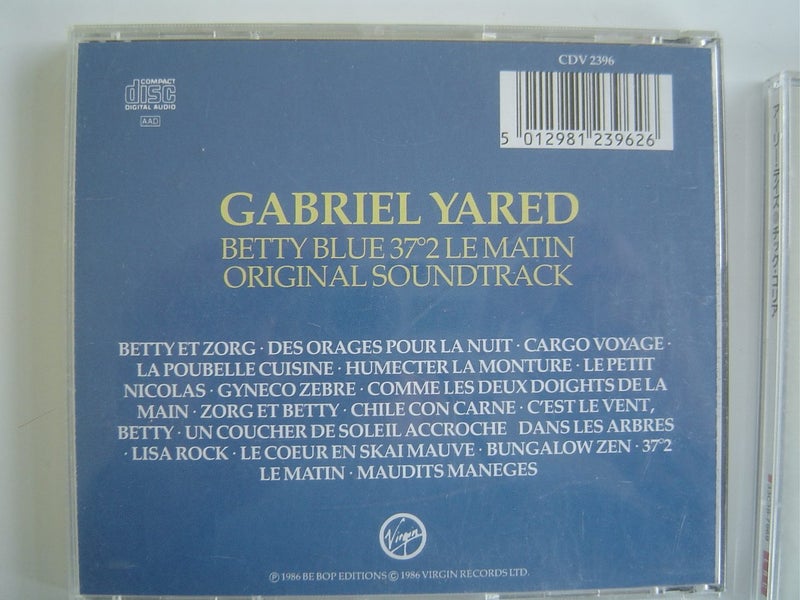 CDV 2396
COMPACT
disc
DIGITAL AUDIO
AAD
5 012981 239626
GABRIEL YARED
BETTY BLUE 37°2 LE MATIN
ORIGINAL SOUNDTRACK
BETTY ET ZORG · DES ORAGES POUR LA NUIT · CARGO VOYAGE ·
LA POUBELLE CUISINE · HUMECTER LA MONTURE · LE PETIT
NICOLAS · GYNECO ZEBRE · COMME LES DEUX DOIGHTS DE LA
MAIN · ZORG ET BETTY · CHILE CON CARNE · C'EST LE VENT,
BETTY · UN COUCHER DE SOLEIL ACCROCHE DANS LES ARBRES
· LISA ROCK · LE COEUR EN SKAI MAUVE · BUNGALOW ZEN · 37°2
LE MATIN · MAUDITS MANEGES
Virgin
℗ 1986 BE BOP EDITIONS © 1986 VIRGIN RECORDS LTD.